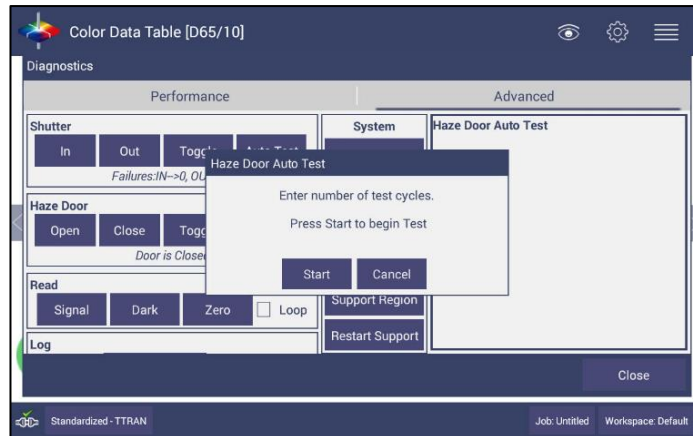 Color Data Table [D65/10]
Diagnostics
Performance
Advanced
Shutter
In
Out
System
Haze Door Auto Test
Failures:IN-->0,
Haze Door Auto Test
Enter number of test cycles.
Press Start to begin Test
Start
Cancel
Haze Door
Open
Close
Door is
Read
Signal
Dark
Zero
Loop
Support Region
Restart Support
Log
Close
Standardized - TTRAN
Job: Untitled
Workspace: Default